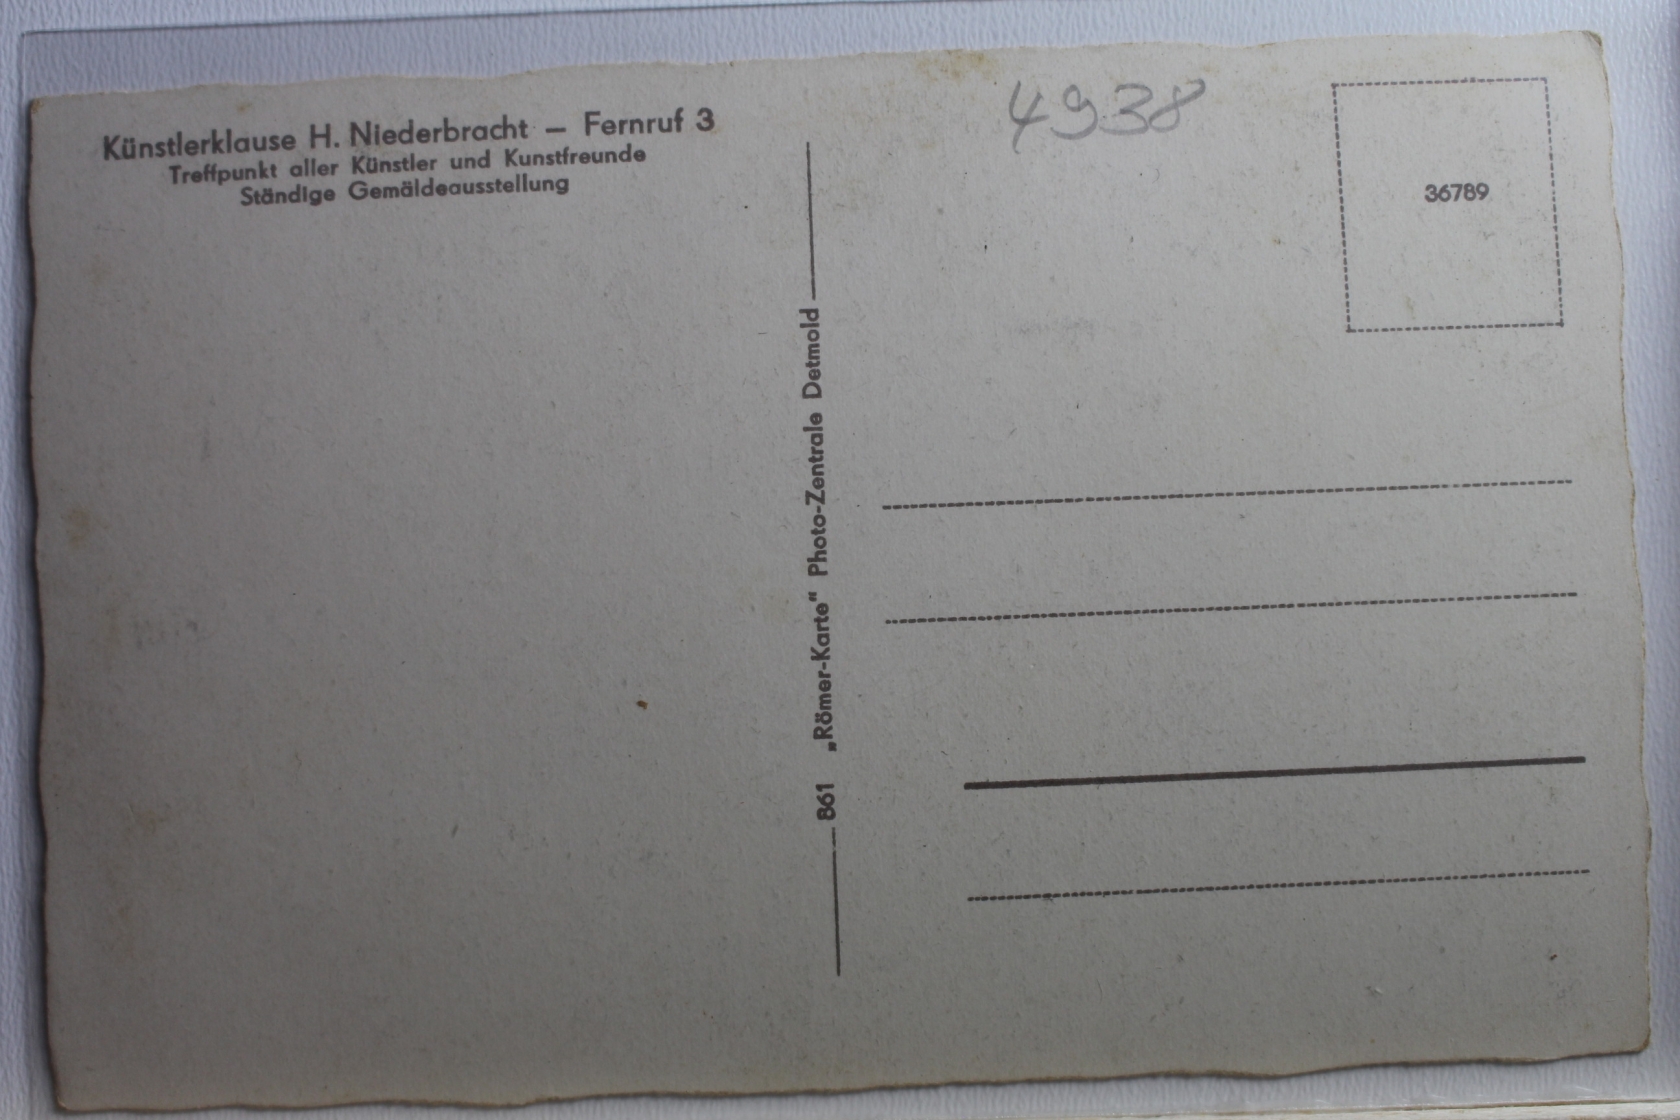 Künstlerklause H. Niederbracht — Fernruf 3
Treffpunkt aller Künstler und Kunstfreunde
Ständige Gemäldeausstellung
861 „Römer-Karte“ Photo-Zentrale Detmold
4938
36789